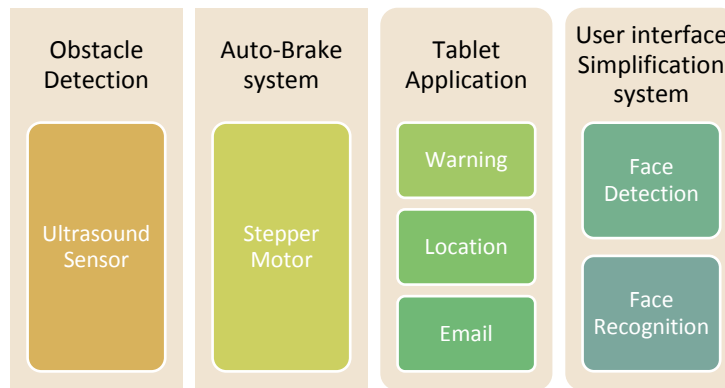 Obstacle
Detection
Ultrasound
Sensor
Auto-Brake
system
Stepper
Motor
Tablet
Application
Warning
Location
Email
User interface
Simplification
system
Face
Detection
Face
Recognition